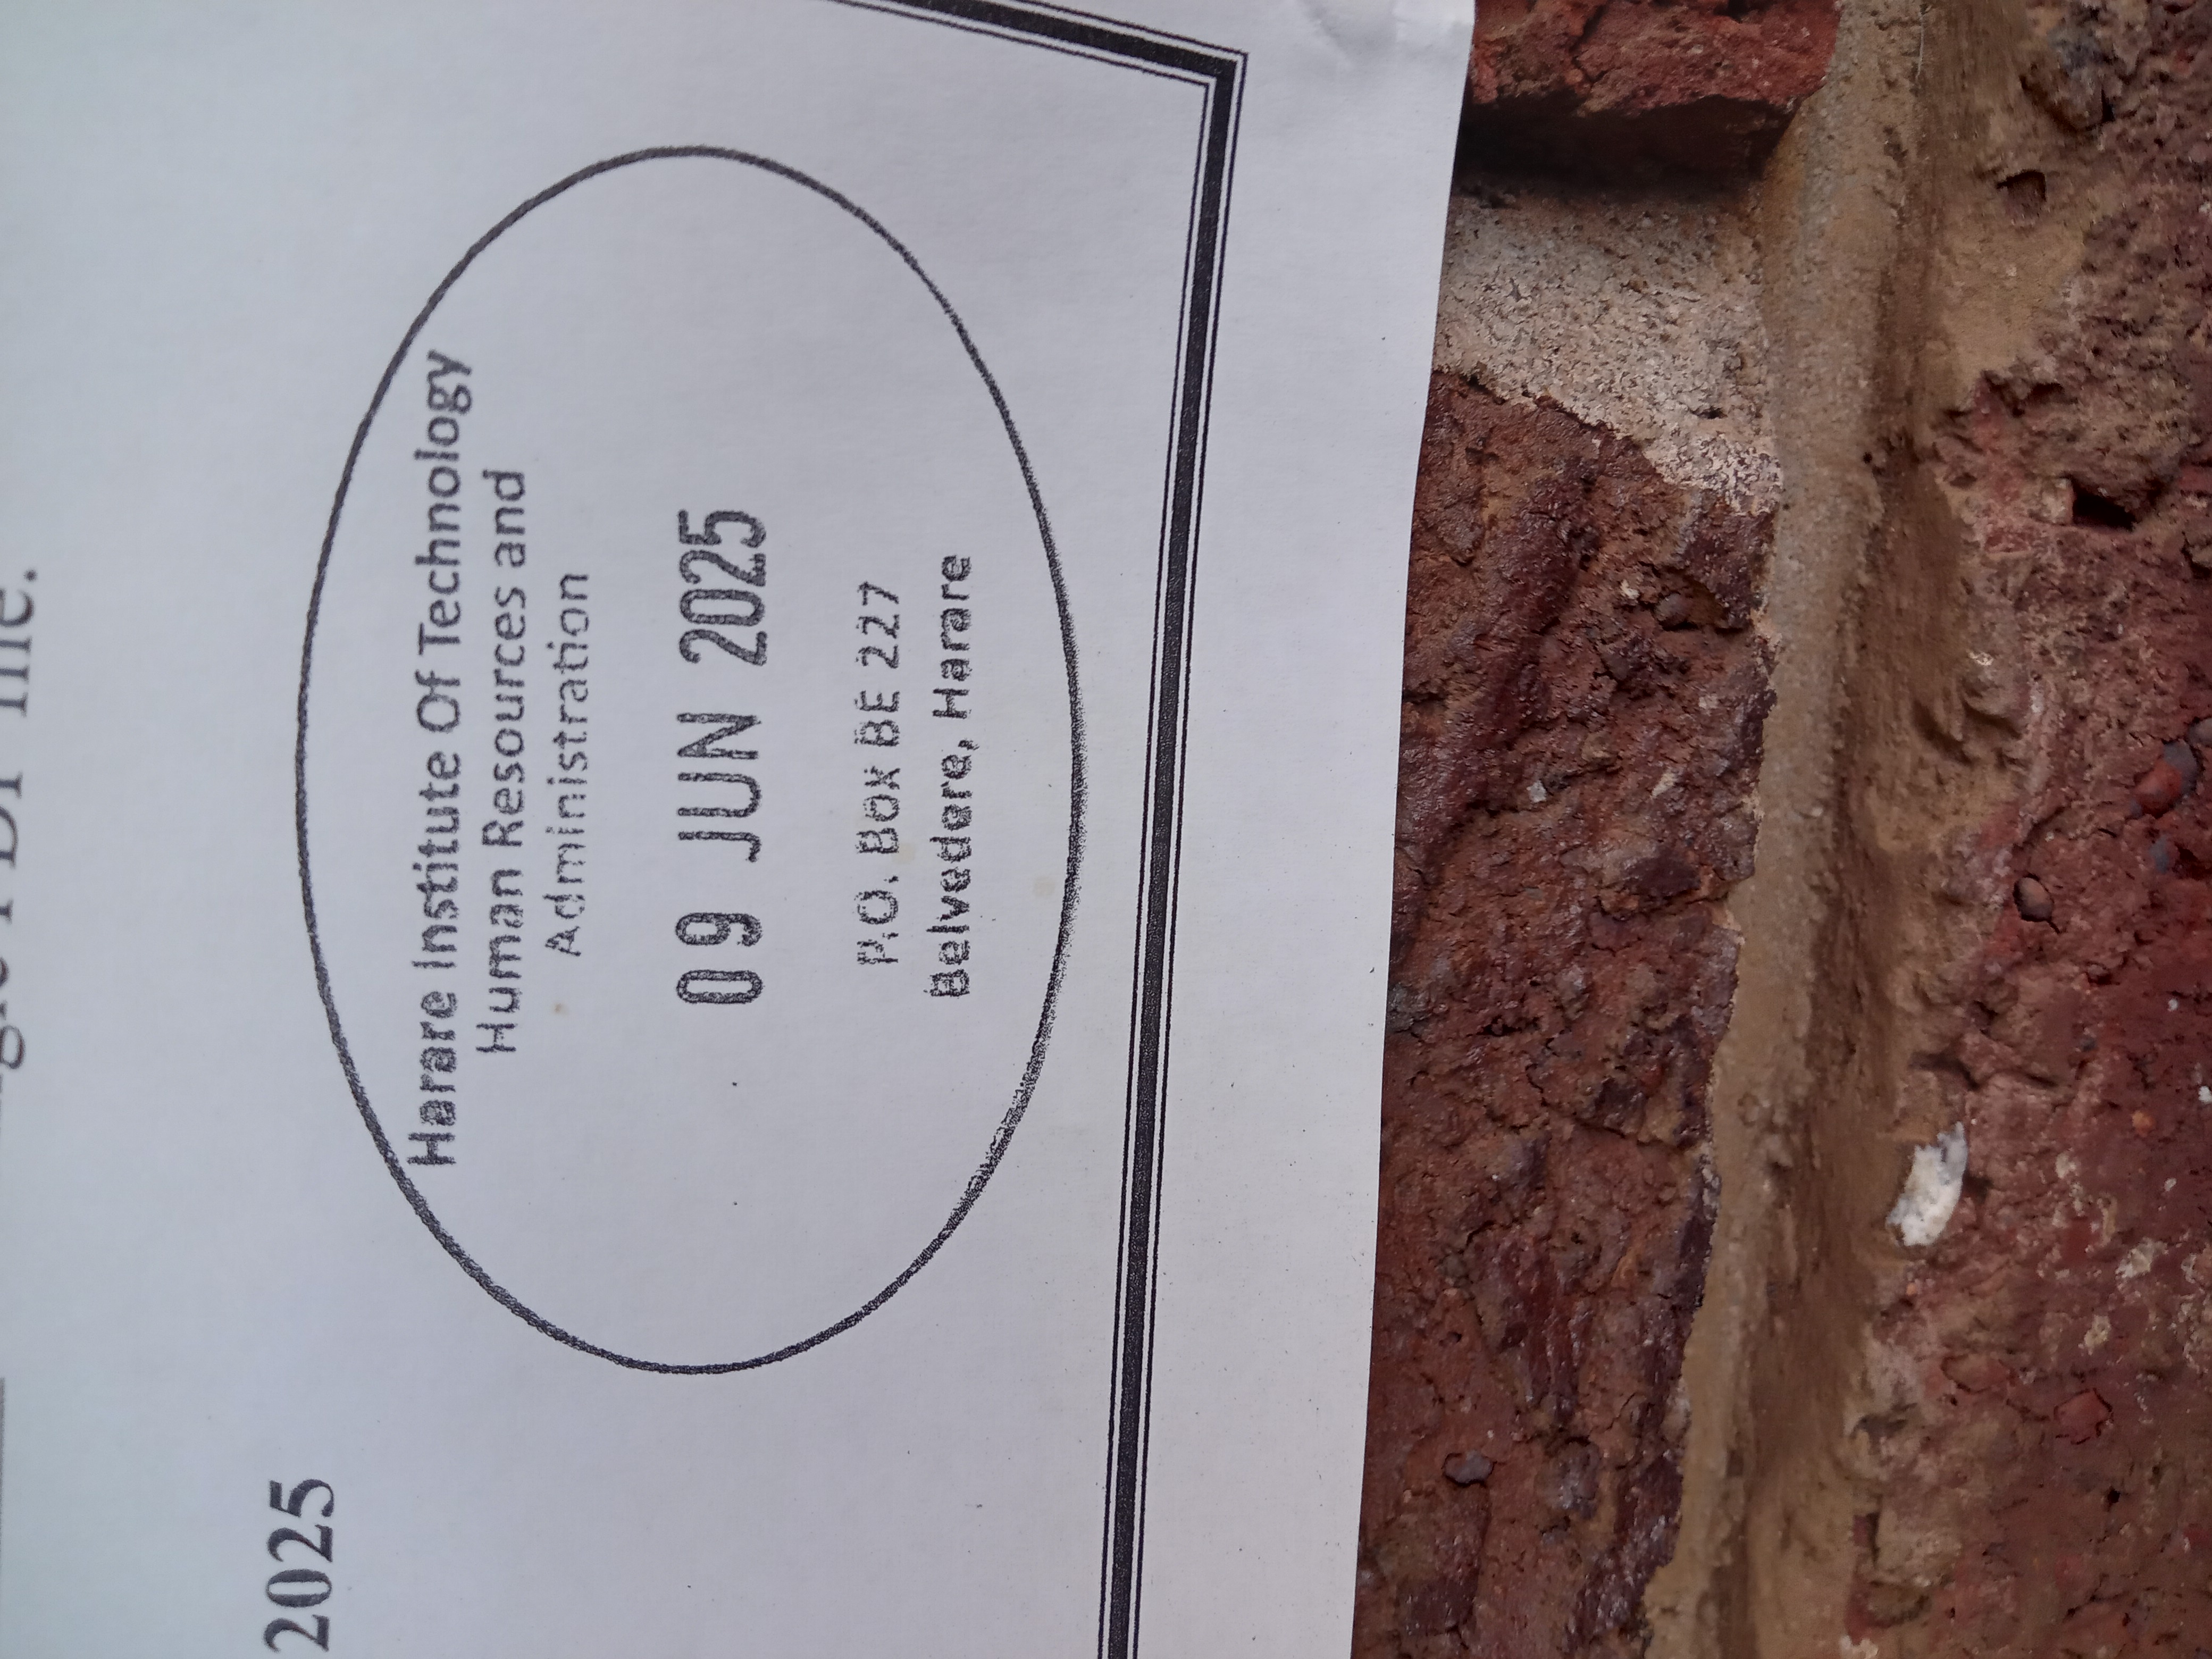 PDF file.
2025
Harare Institute Of Technology
Human Resources and
Administration
09 JUN 2025
P.O. Box BE 227
Belvedere, Harare